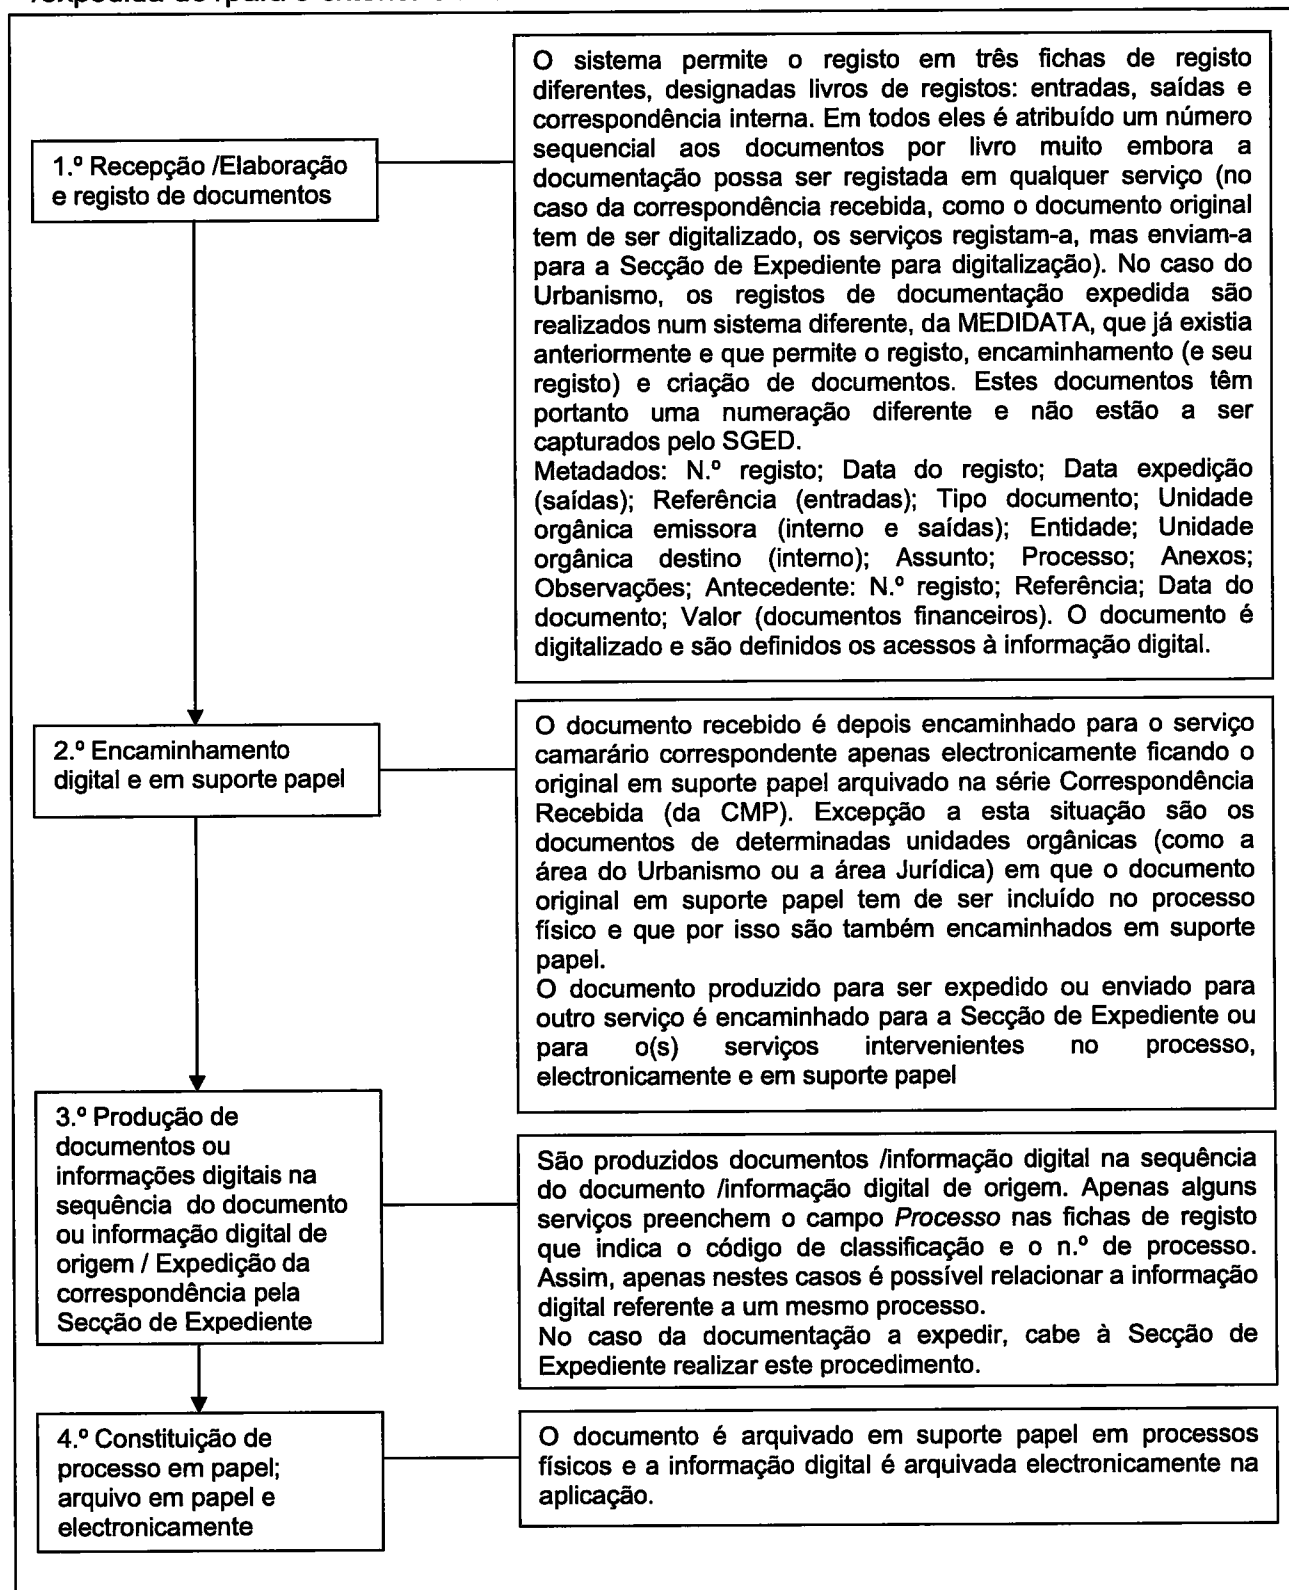 1.º Recepção /Elaboração
e registo de documentos
O sistema permite o registo em três fichas de registo
diferentes, designadas livros de registos: entradas, saídas e
correspondência interna. Em todos eles é atribuído um número
sequencial aos documentos por livro muito embora a
documentação possa ser registada em qualquer serviço (no
caso da correspondência recebida, como o documento original
tem de ser digitalizado, os serviços registam-a, mas enviam-a
para a Secção de Expediente para digitalização). No caso do
Urbanismo, os registos de documentação expedida são
realizados num sistema diferente, da MEDIDATA, que já existia
anteriormente e que permite o registo, encaminhamento (e seu
registo) e criação de documentos. Estes documentos têm
portanto uma numeração diferente e não estão a ser
capturados pelo SGED.
Metadados: N.º registo; Data do registo; Data expedição
(saídas); Referência (entradas); Tipo documento; Unidade
orgânica emissora (interno e saídas); Entidade; Unidade
orgânica destino (interno); Assunto; Processo; Anexos;
Observações; Antecedente: N.º registo; Referência; Data do
documento; Valor (documentos financeiros). O documento é
digitalizado e são definidos os acessos à informação digital.
2.º Encaminhamento
digital e em suporte papel
O documento recebido é depois encaminhado para o serviço
camarário correspondente apenas electronicamente ficando o
original em suporte papel arquivado na série Correspondência
Recebida (da CMP). Excepção a esta situação são os
documentos de determinadas unidades orgânicas (como a
área do Urbanismo ou a área Jurídica) em que o documento
original em suporte papel tem de ser incluído no processo
físico e que por isso são também encaminhados em suporte
papel.
O documento produzido para ser expedido ou enviado para
outro serviço é encaminhado para a Secção de Expediente ou
para o(s) serviços intervenientes no processo,
electronicamente e em suporte papel
3.º Produção de
documentos ou
informações digitais na
sequência do documento
ou informação digital de
origem / Expedição da
correspondência pela
Secção de Expediente
São produzidos documentos /informação digital na sequência
do documento /informação digital de origem. Apenas alguns
serviços preenchem o campo Processo nas fichas de registo
que indica o código de classificação e o n.º de processo.
Assim, apenas nestes casos é possível relacionar a informação
digital referente a um mesmo processo.
No caso da documentação a expedir, cabe à Secção de
Expediente realizar este procedimento.
4.º Constituição de
processo em papel;
arquivo em papel e
electronicamente
O documento é arquivado em suporte papel em processos
físicos e a informação digital é arquivada electronicamente na
aplicação.